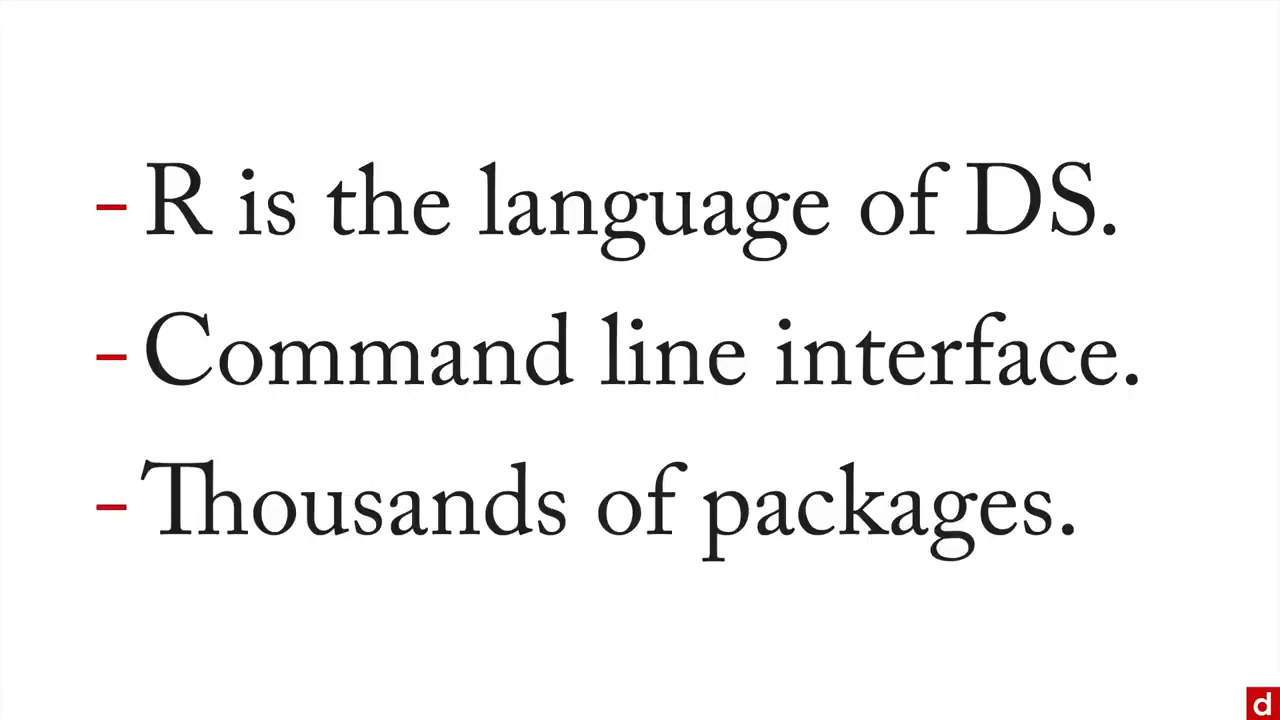 - R is the language of DS.
- Command line interface.
- Thousands of packages.
d